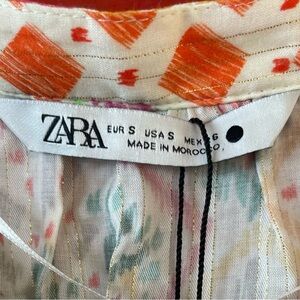 ZARA
EUR S USA S MEX 26
MADE IN MOROCCO.